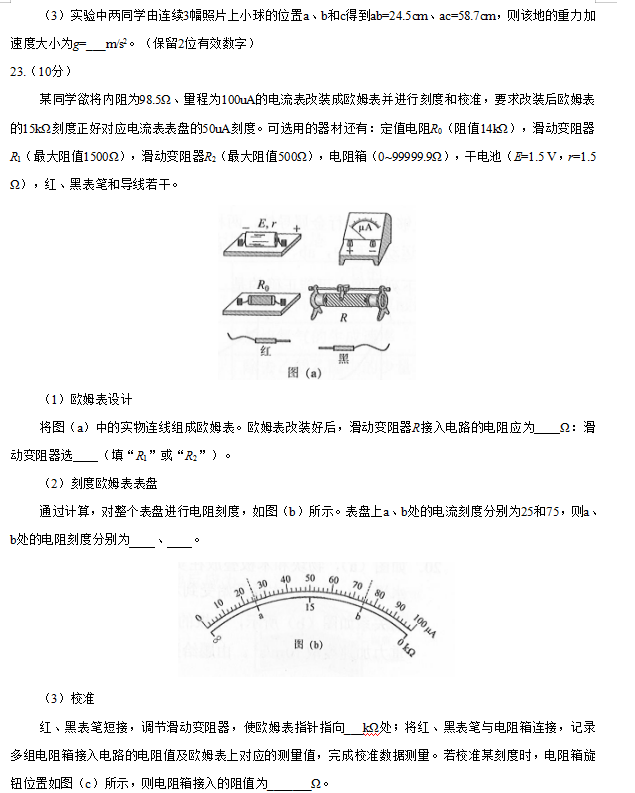 （3）实验中两同学由连续3幅照片上小球的位置a、b和c得到ab=24.5cm、ac=58.7cm，则该地的重力加
速度大小为g=___m/s²。（保留2位有效数字）
23.（10分）
某同学欲将内阻为98.5Ω、量程为100uA的电流表改装成欧姆表并进行刻度和校准，要求改装后欧姆表
的15kΩ刻度正好对应电流表表盘的50uA刻度。可选用的器材还有：定值电阻R₀（阻值14kΩ），滑动变阻器
R₁（最大阻值1500Ω），滑动变阻器R₂（最大阻值500Ω），电阻箱（0~99999.9Ω），干电池（E=1.5 V，r=1.5
Ω），红、黑表笔和导线若干。
− E, r +
μA
− +
R₀
R
红
黑
图（a）
（1）欧姆表设计
将图（a）中的实物连线组成欧姆表。欧姆表改装好后，滑动变阻器R接入电路的电阻应为____Ω：滑
动变阻器选____（填“R₁”或“R₂”）。
（2）刻度欧姆表表盘
通过计算，对整个表盘进行电阻刻度，如图（b）所示。表盘上a、b处的电流刻度分别为25和75，则a、
b处的电阻刻度分别为____、____。
0 10 20 30 40 50 60 70 80 90 100 μA
∞ a 15 b 0 kΩ
图（b）
（3）校准
红、黑表笔短接，调节滑动变阻器，使欧姆表指针指向___kΩ处；将红、黑表笔与电阻箱连接，记录
多组电阻箱接入电路的电阻值及欧姆表上对应的测量值，完成校准数据测量。若校准某刻度时，电阻箱旋
钮位置如图（c）所示，则电阻箱接入的阻值为_______Ω。